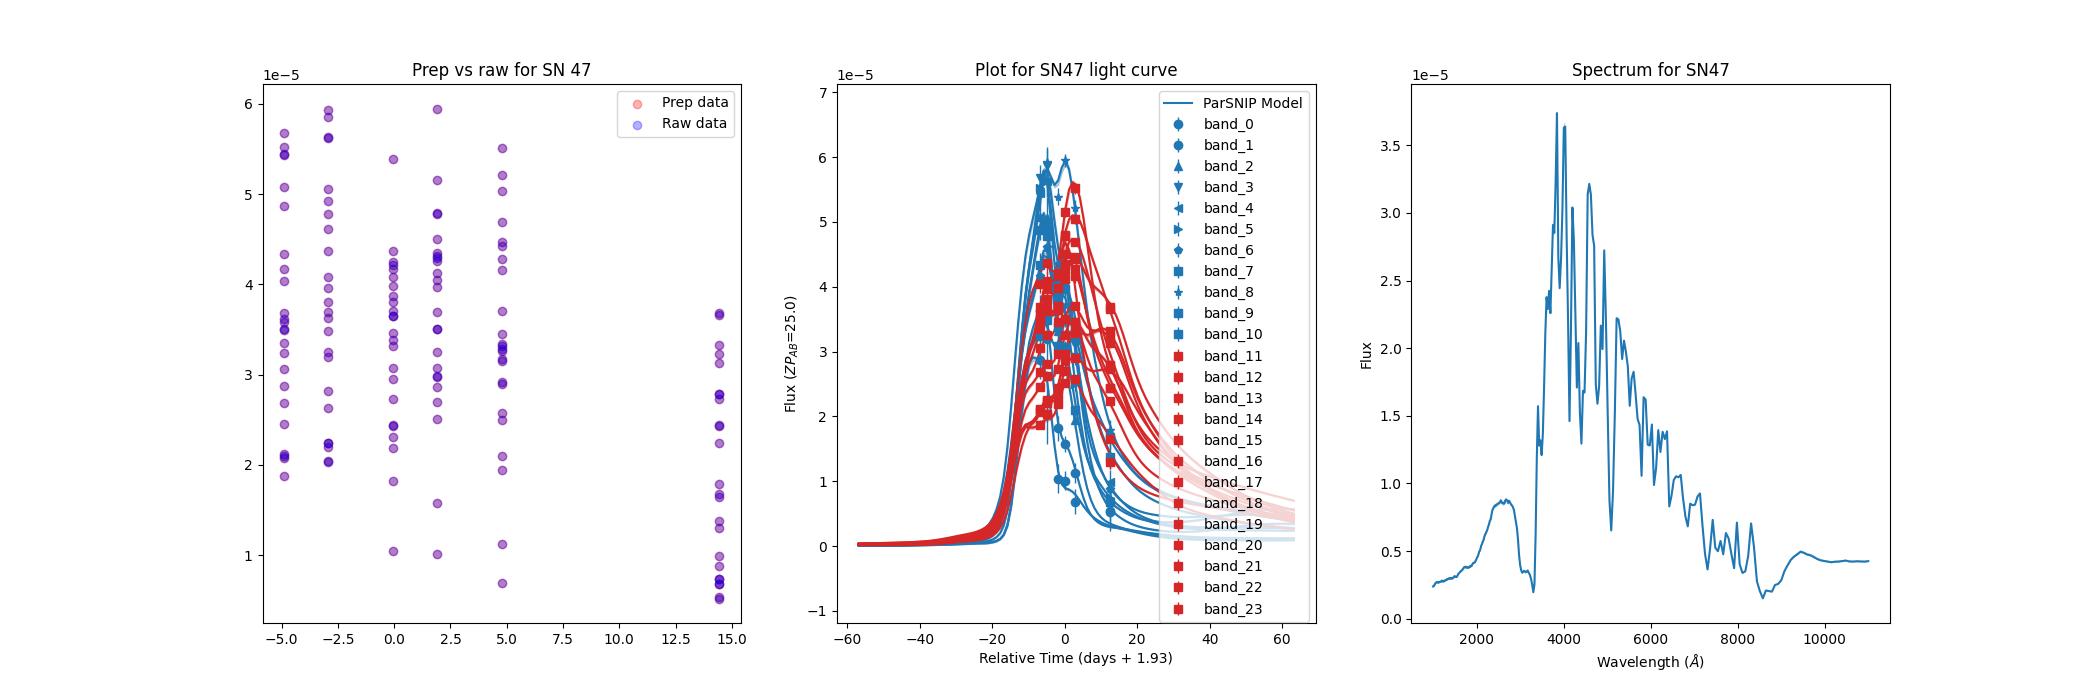 Prep vs raw for SN 47
1e−5
Prep data
Raw data
6
5
4
3
2
1
−5.0
−2.5
0.0
2.5
5.0
7.5
10.0
12.5
15.0
Plot for SN47 light curve
1e−5
Flux (ZP_AB=25.0)
7
6
5
4
3
2
1
0
−1
ParSNIP Model
band_0
band_1
band_2
band_3
band_4
band_5
band_6
band_7
band_8
band_9
band_10
band_11
band_12
band_13
band_14
band_15
band_16
band_17
band_18
band_19
band_20
band_21
band_22
band_23
−60
−40
−20
0
20
40
60
Relative Time (days + 1.93)
Spectrum for SN47
1e−5
Flux
3.5
3.0
2.5
2.0
1.5
1.0
0.5
0.0
2000
4000
6000
8000
10000
Wavelength (Å)